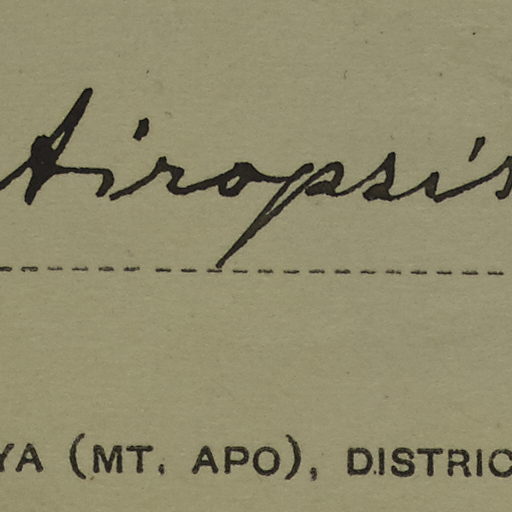 Airopsis
YA (MT. APO), DISTRIC